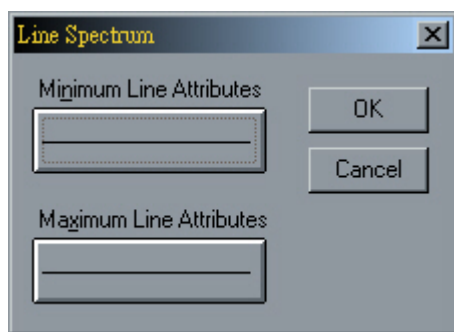 Line Spectrum
Minimum Line Attributes
OK
Cancel
Maximum Line Attributes